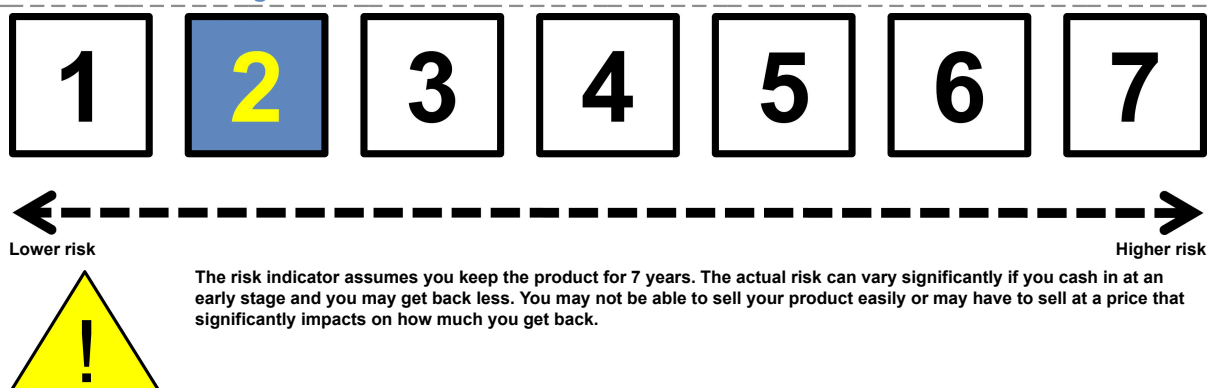 1 2 3 4 5 6 7
Lower risk Higher risk
The risk indicator assumes you keep the product for 7 years. The actual risk can vary significantly if you cash in at an
early stage and you may get back less. You may not be able to sell your product easily or may have to sell at a price that
significantly impacts on how much you get back.
!